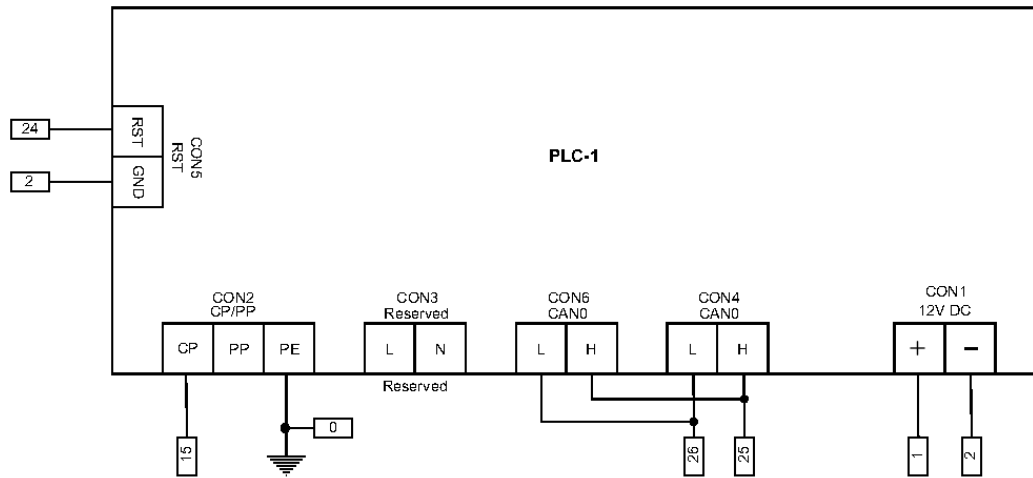 PLC-1
24
2
RST
GND
CON5
RST
CON2
CP/PP
CP PP PE
CON3
Reserved
L N
Reserved
CON6
CAN0
L H
CON4
CAN0
L H
CON1
12V DC
+ −
15
0
26
25
1
2